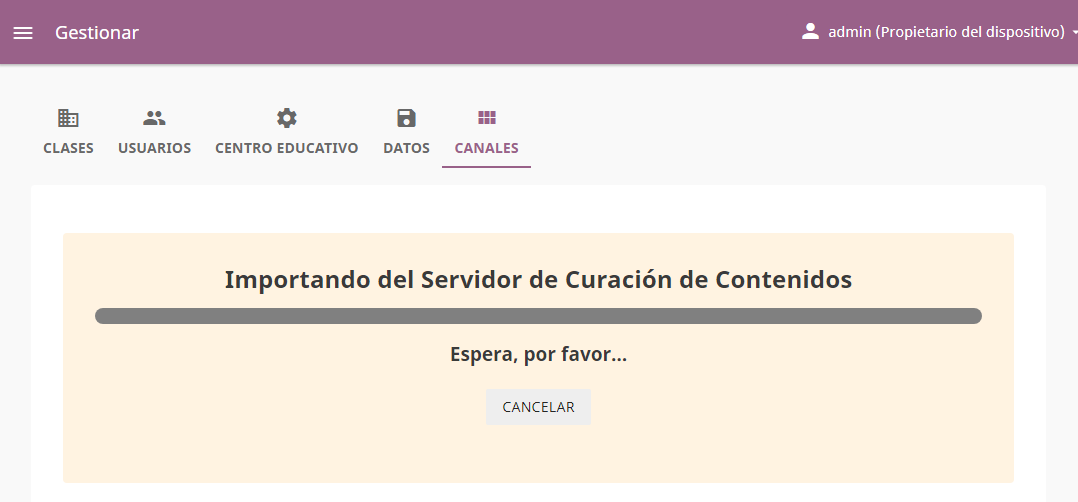 Gestionar
admin (Propietario del dispositivo)
CLASES
USUARIOS
CENTRO EDUCATIVO
DATOS
CANALES
Importando del Servidor de Curación de Contenidos
Espera, por favor...
CANCELAR